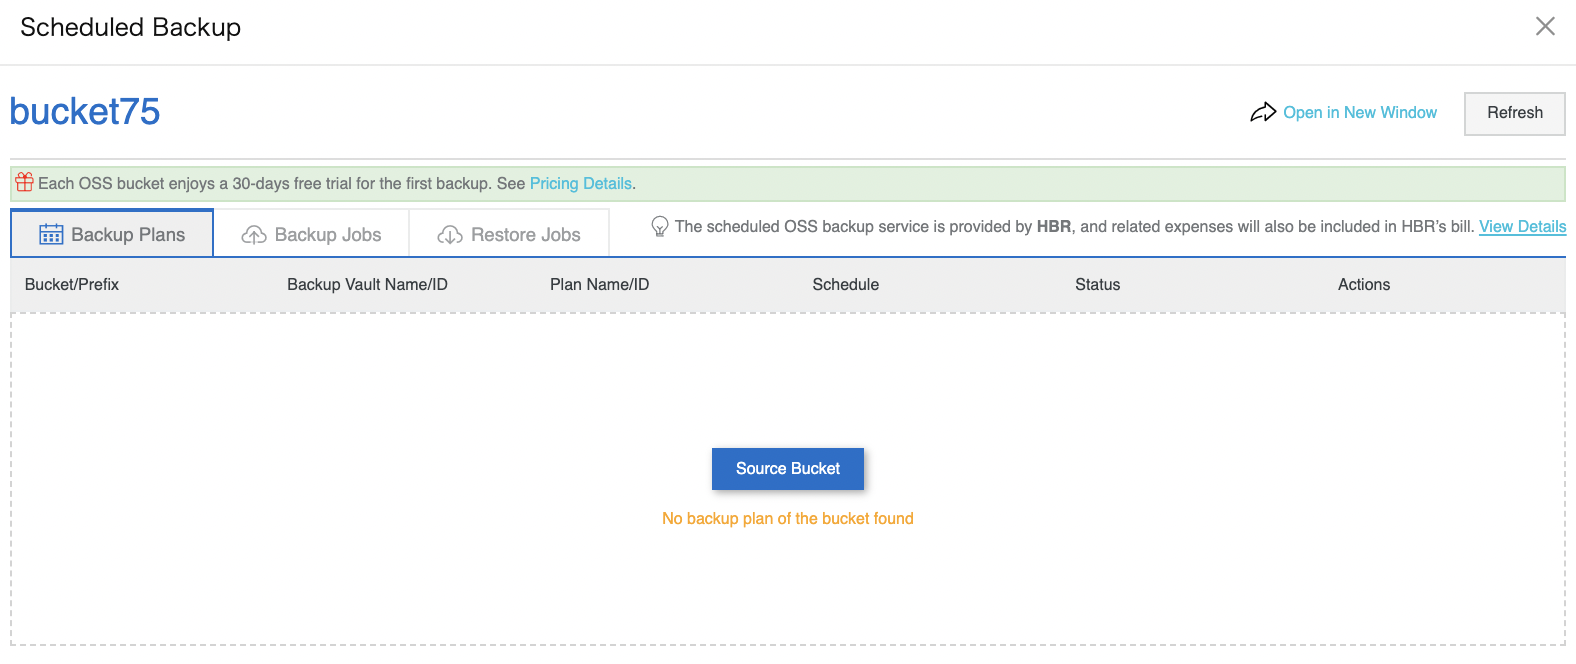 Scheduled Backup
bucket75
Open in New Window
Refresh
Each OSS bucket enjoys a 30-days free trial for the first backup. See Pricing Details.
Backup Plans
Backup Jobs
Restore Jobs
The scheduled OSS backup service is provided by HBR, and related expenses will also be included in HBR's bill. View Details
Bucket/Prefix Backup Vault Name/ID Plan Name/ID Schedule Status Actions
Source Bucket
No backup plan of the bucket found